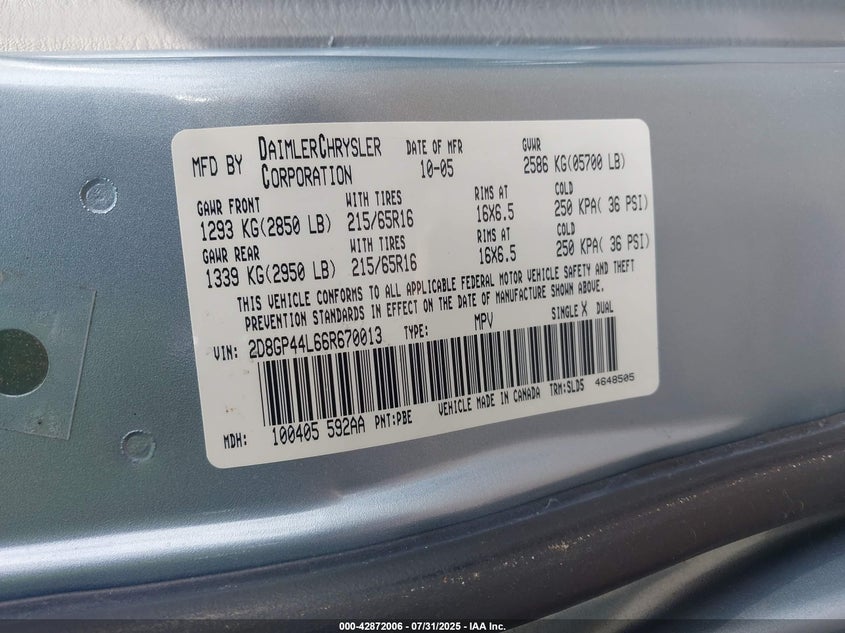 MFD BY DAIMLERCHRYSLER CORPORATION DATE OF MFR 10-05 GVWR 2586 KG(05700 LB)
GAWR FRONT WITH TIRES RIMS AT COLD
1293 KG(2850 LB) 215/65R16 16X6.5 250 KPA( 36 PSI)
GAWR REAR WITH TIRES RIMS AT COLD
1339 KG(2950 LB) 215/65R16 16X6.5 250 KPA( 36 PSI)
THIS VEHICLE CONFORMS TO ALL APPLICABLE FEDERAL MOTOR VEHICLE SAFETY AND THEFT
PREVENTION STANDARDS IN EFFECT ON THE DATE OF MANUFACTURE SHOWN ABOVE.
VIN: 2D8GP44L66R670013 TYPE: MPV SINGLE X DUAL
MDH: 100405 592AA PNT:PBE VEHICLE MADE IN CANADA TRM:SLD5 4648505
000-42872006 / 07/31/2025 - IAA Inc.